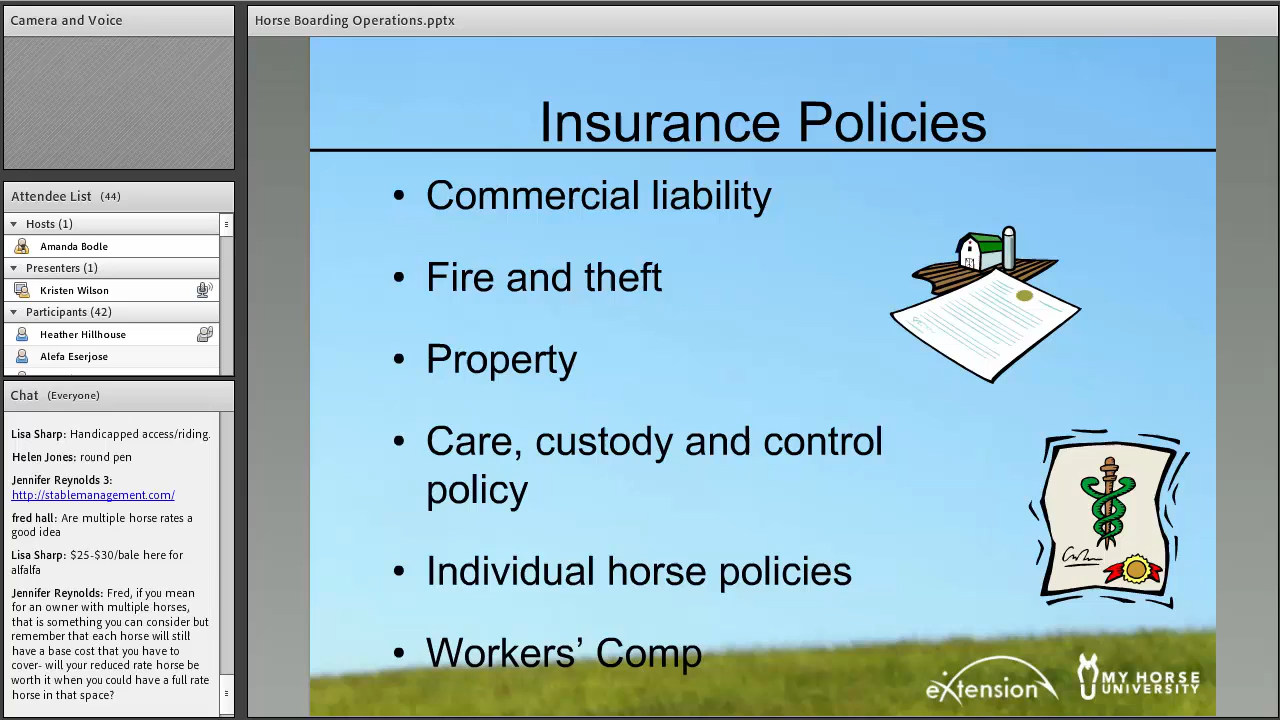 Camera and Voice
Attendee List (44)
Hosts (1)
Amanda Bodle
Presenters (1)
Kristen Wilson
Participants (42)
Heather Hillhouse
Alefa Eserjose
Chat (Everyone)
Lisa Sharp: Handicapped access/riding.
Helen Jones: round pen
Jennifer Reynolds 3:
http://stablemanagement.com/
fred hall: Are multiple horse rates a
good idea
Lisa Sharp: $25-$30/bale here for
alfalfa
Jennifer Reynolds: Fred, if you mean
for an owner with multiple horses,
that is something you can consider but
remember that each horse will still
have a base cost that you have to
cover- will your reduced rate horse be
worth it when you could have a full rate
horse in that space?
Horse Boarding Operations.pptx
Insurance Policies
• Commercial liability
• Fire and theft
• Property
• Care, custody and control
policy
• Individual horse policies
• Workers’ Comp
eXtension
MY HORSE
UNIVERSITY